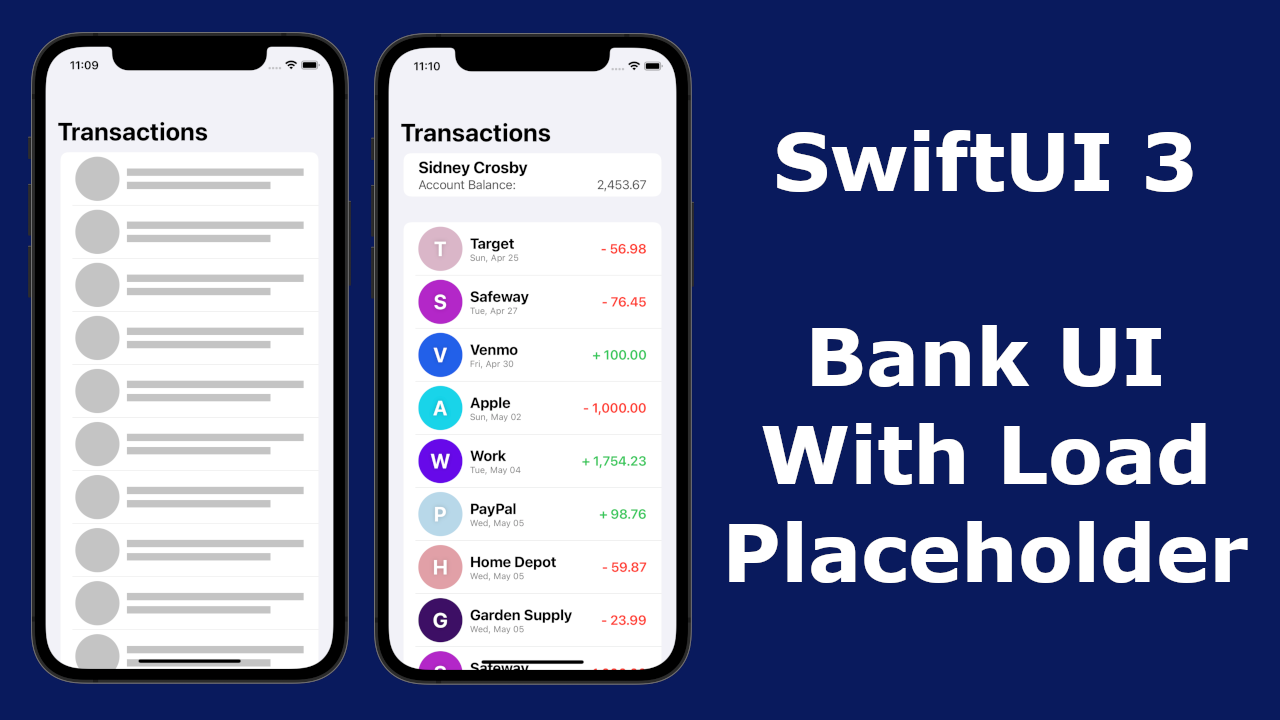 11:09
Transactions
11:10
Transactions
Sidney Crosby
Account Balance: 2,453.67
T Target - 56.98
Sun, Apr 25
S Safeway - 76.45
Tue, Apr 27
V Venmo + 100.00
Fri, Apr 30
A Apple - 1,000.00
Sun, May 02
W Work + 1,754.23
Tue, May 04
P PayPal + 98.76
Wed, May 05
H Home Depot - 59.87
Wed, May 05
G Garden Supply - 23.99
Wed, May 05
Safeway
SwiftUI 3
Bank UI
With Load
Placeholder